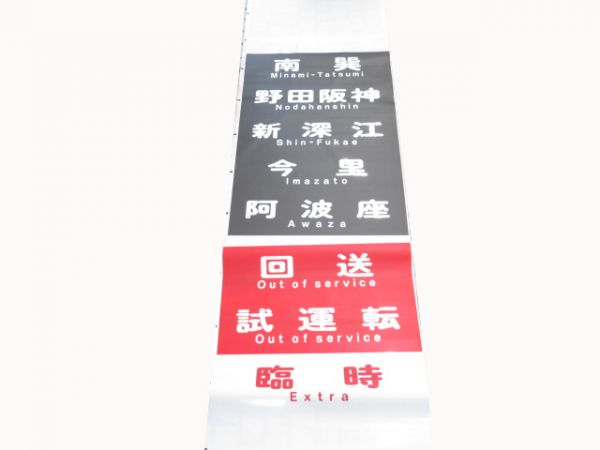 南巽
Minami-Tatsumi
野田阪神
Nodahanshin
新深江
Shin-Fukae
今里
Imazato
阿波座
Awaza
回送
Out of service
試運転
Out of service
臨時
Extra